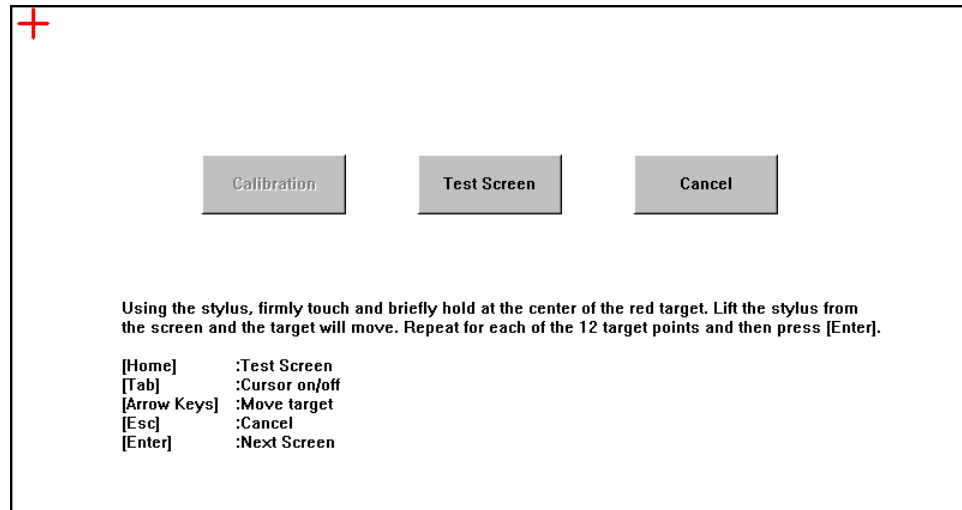 Calibration
Test Screen
Cancel
Using the stylus, firmly touch and briefly hold at the center of the red target. Lift the stylus from
the screen and the target will move. Repeat for each of the 12 target points and then press [Enter].
[Home] :Test Screen
[Tab] :Cursor on/off
[Arrow Keys] :Move target
[Esc] :Cancel
[Enter] :Next Screen